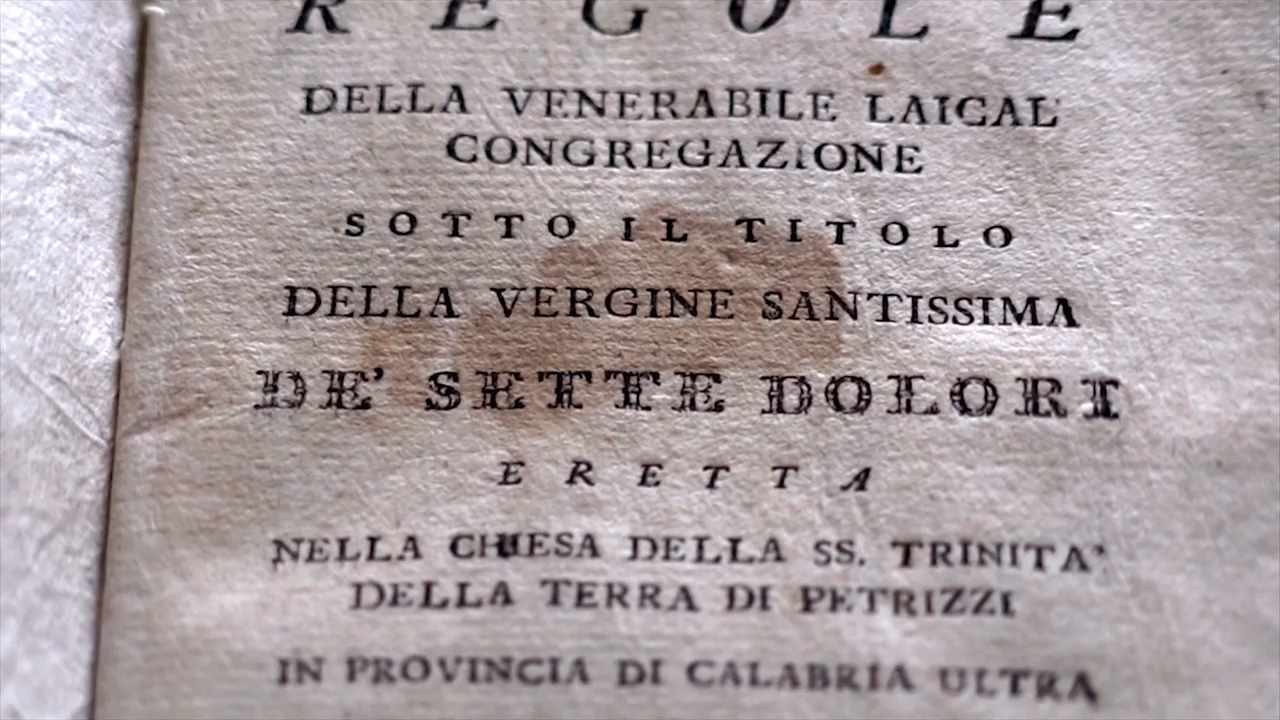 REGOLE
DELLA VENERABILE LAICAL
CONGREGAZIONE
SOTTO IL TITOLO
DELLA VERGINE SANTISSIMA
DE' SETTE DOLORI
ERETTA
NELLA CHIESA DELLA SS. TRINITA'
DELLA TERRA DI PETRIZZI
IN PROVINCIA DI CALABRIA ULTRA